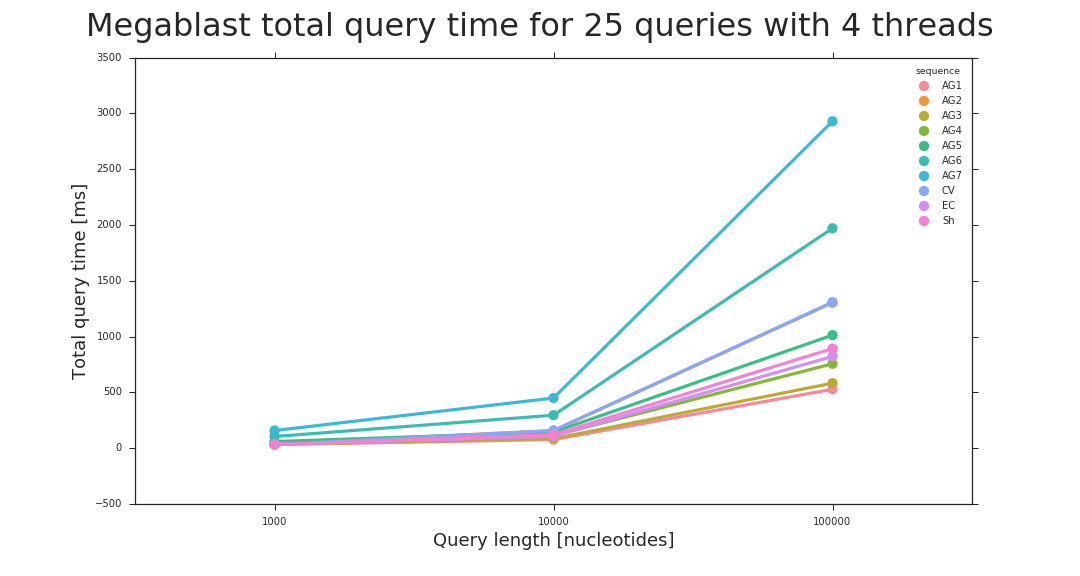 Megablast total query time for 25 queries with 4 threads
3500
3000
2500
2000
1500
1000
500
0
−500
Total query time [ms]
sequence
AG1
AG2
AG3
AG4
AG5
AG6
AG7
CV
EC
Sh
1000
10000
100000
Query length [nucleotides]